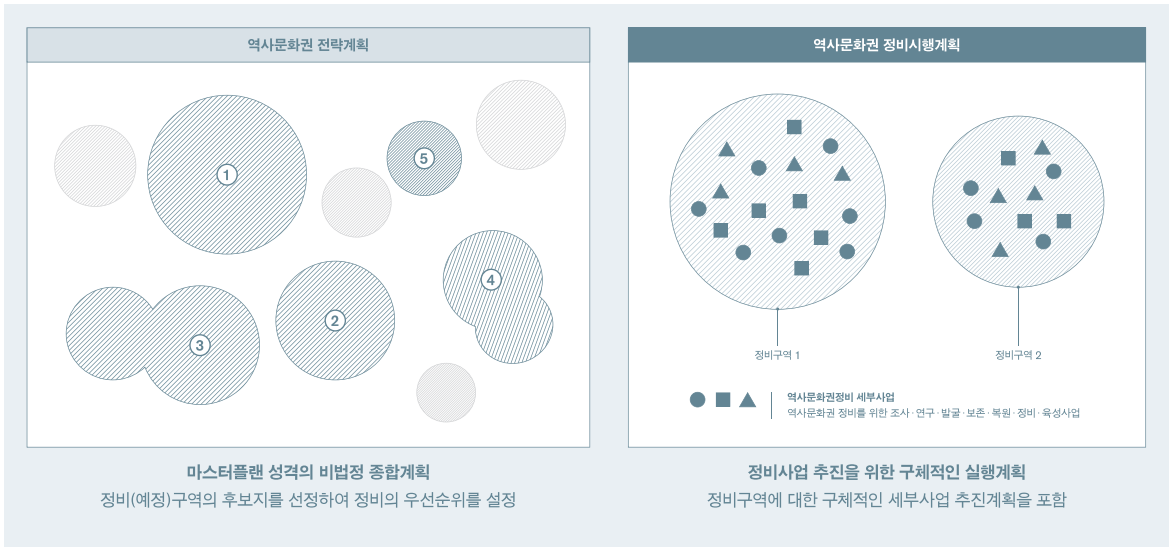 역사문화권 전략계획
1
5
4
2
3
마스터플랜 성격의 비법정 종합계획
정비(예정)구역의 후보지를 선정하여 정비의 우선순위를 설정
역사문화권 정비시행계획
정비구역 1
정비구역 2
역사문화권정비 세부사업
역사문화권 정비를 위한 조사 · 연구 · 발굴 · 보존 · 복원 · 정비 · 육성사업
정비사업 추진을 위한 구체적인 실행계획
정비구역에 대한 구체적인 세부사업 추진계획을 포함